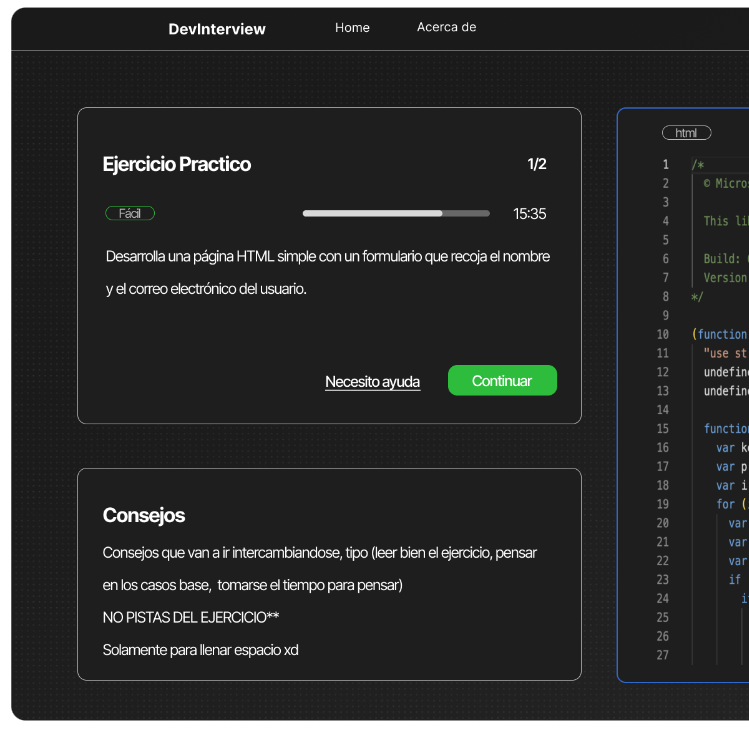 DevInterview Home Acerca de
Ejercicio Practico 1/2
Fácil 15:35
Desarrolla una página HTML simple con un formulario que recoja el nombre
y el correo electrónico del usuario.
Necesito ayuda Continuar
Consejos
Consejos que van a ir intercambiandose, tipo (leer bien el ejercicio, pensar
en los casos base, tomarse el tiempo para pensar)
NO PISTAS DEL EJERCICIO**
Solamente para llenar espacio xd
html
1 /*
2 © Micros
3
4 This lib
5
6 Build:
7 Version
8 */
9
10 (function
11 "use st
12 undefine
13 undefine
14
15 function
16 var k
17 var p
18 var i
19 for (
20 var
21 var
22 var
23 if
24 i
25
26
27